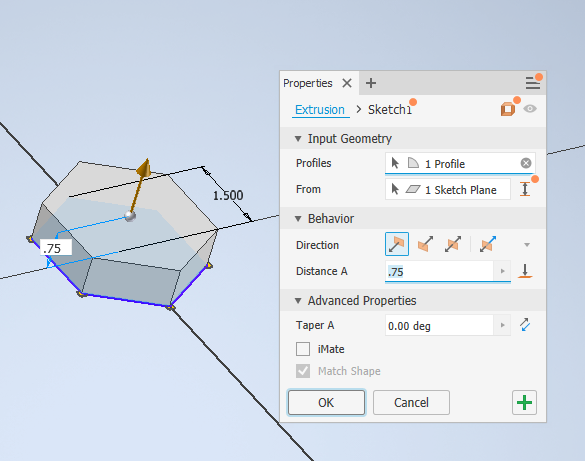 Properties
Extrusion > Sketch1
Input Geometry
Profiles 1 Profile
From 1 Sketch Plane
Behavior
Direction
Distance A .75
Advanced Properties
Taper A 0.00 deg
iMate
Match Shape
OK Cancel
1.500
.75